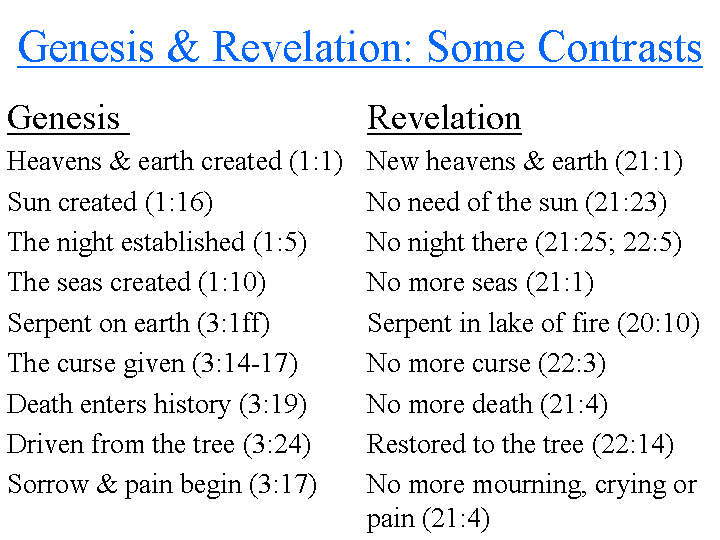 Genesis & Revelation: Some Contrasts
Genesis
Heavens & earth created (1:1)
Sun created (1:16)
The night established (1:5)
The seas created (1:10)
Serpent on earth (3:1ff)
The curse given (3:14-17)
Death enters history (3:19)
Driven from the tree (3:24)
Sorrow & pain begin (3:17)
Revelation
New heavens & earth (21:1)
No need of the sun (21:23)
No night there (21:25; 22:5)
No more seas (21:1)
Serpent in lake of fire (20:10)
No more curse (22:3)
No more death (21:4)
Restored to the tree (22:14)
No more mourning, crying or
pain (21:4)